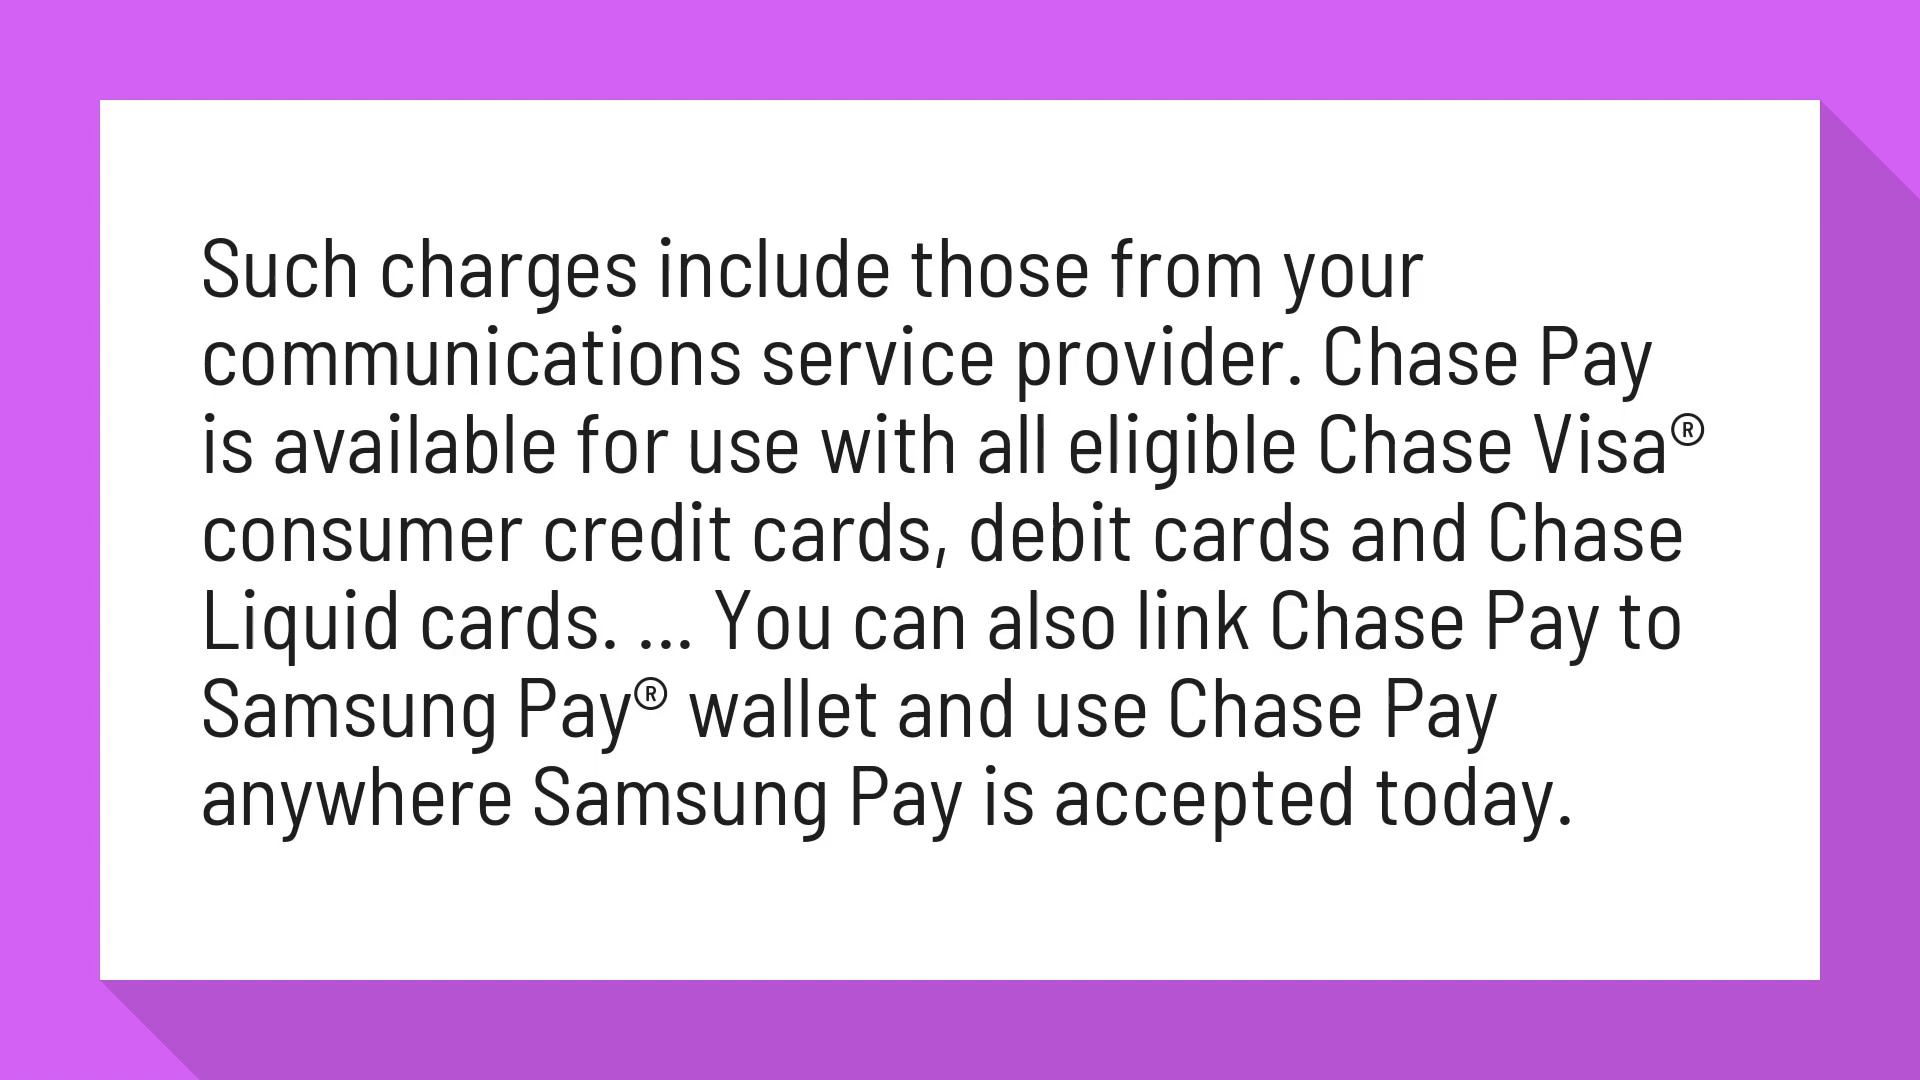 Such charges include those from your
communications service provider. Chase Pay
is available for use with all eligible Chase Visa®
consumer credit cards, debit cards and Chase
Liquid cards. ... You can also link Chase Pay to
Samsung Pay® wallet and use Chase Pay
anywhere Samsung Pay is accepted today.